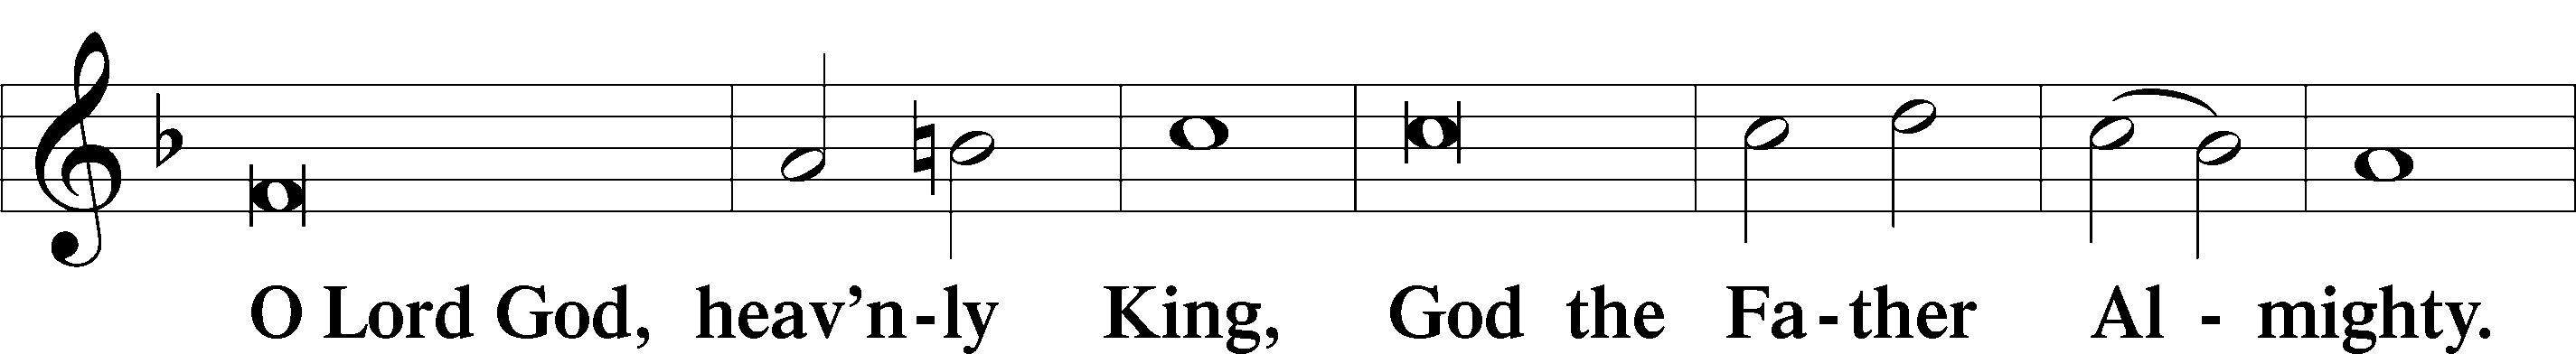 O Lord God, heav’n-ly King, God the Fa-ther Al - mighty.